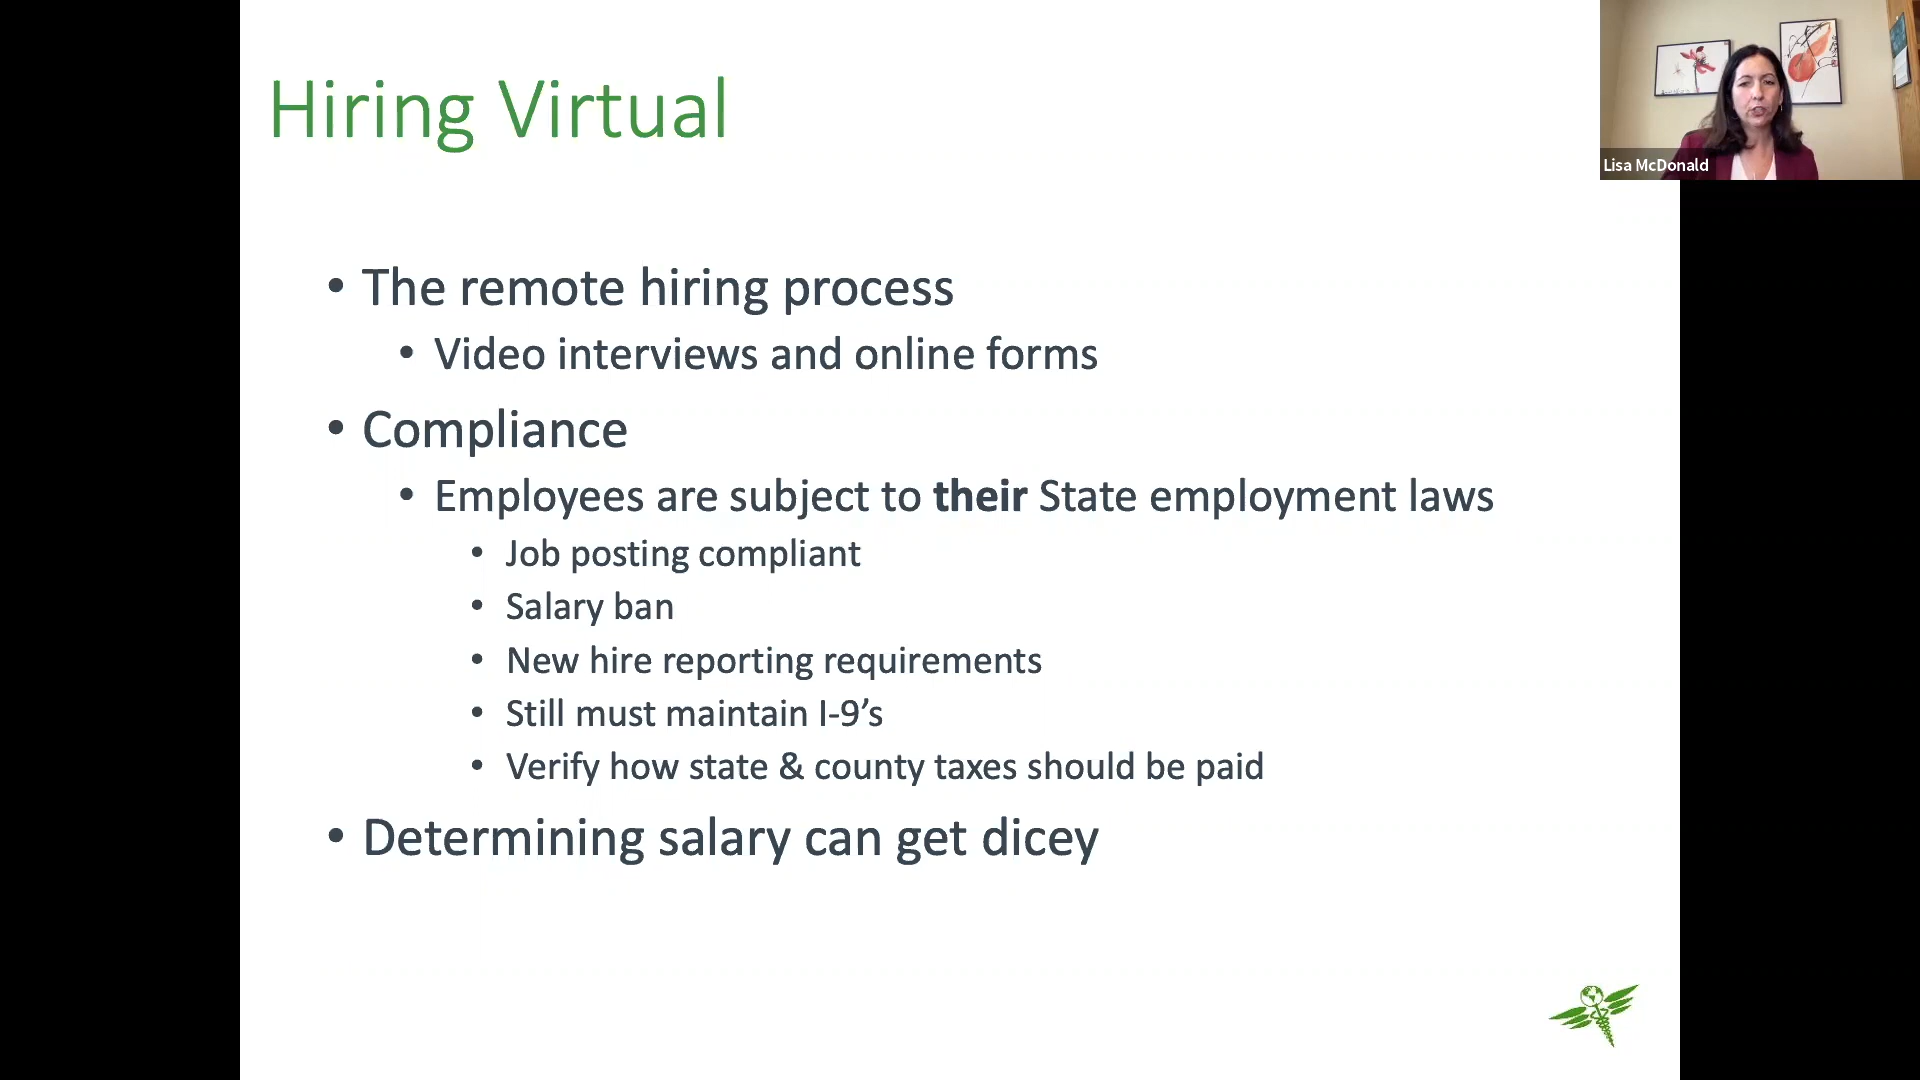 Hiring Virtual
Lisa McDonald
• The remote hiring process
• Video interviews and online forms
• Compliance
• Employees are subject to their State employment laws
• Job posting compliant
• Salary ban
• New hire reporting requirements
• Still must maintain I-9’s
• Verify how state & county taxes should be paid
• Determining salary can get dicey